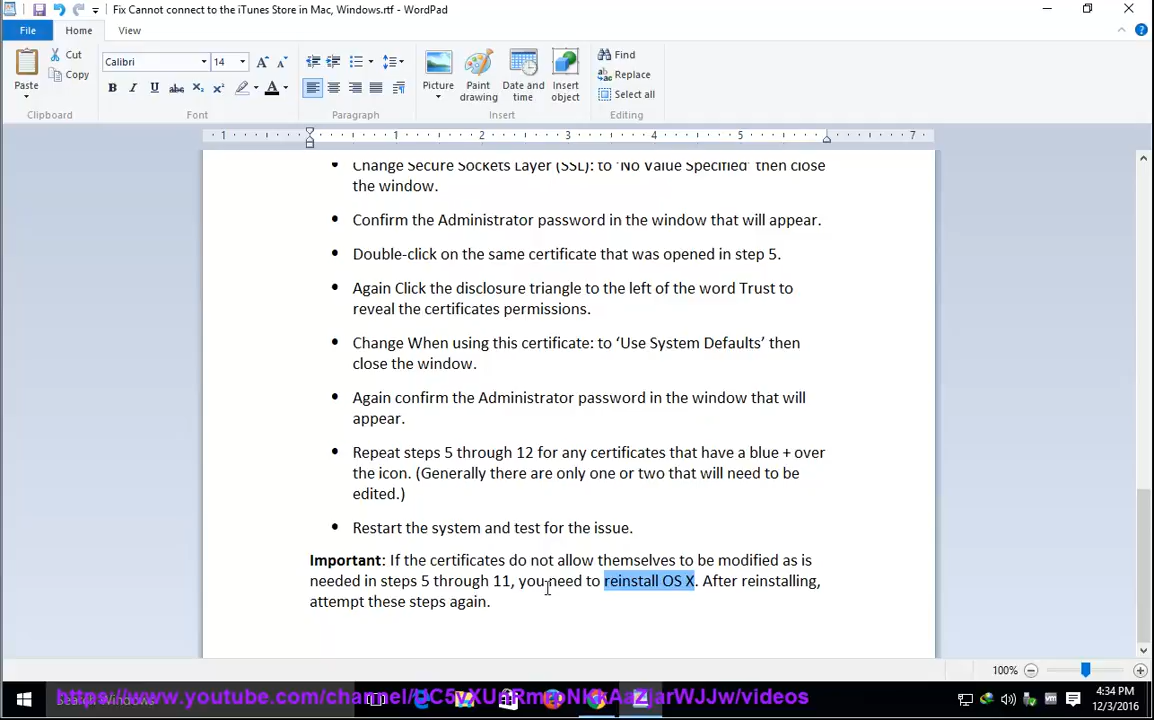 Fix Cannot connect to the iTunes Store in Mac, Windows.rtf - WordPad
File
Home
View
Paste
Cut
Copy
Clipboard
Calibri
14
Font
Paragraph
Picture
Paint drawing
Date and time
Insert object
Insert
Find
Replace
Select all
Editing
1 1 2 3 4 5 7
Change Secure Sockets Layer (SSL): to 'No Value Specified' then close
the window.
Confirm the Administrator password in the window that will appear.
Double-click on the same certificate that was opened in step 5.
Again Click the disclosure triangle to the left of the word Trust to
reveal the certificates permissions.
Change When using this certificate: to ‘Use System Defaults’ then
close the window.
Again confirm the Administrator password in the window that will
appear.
Repeat steps 5 through 12 for any certificates that have a blue + over
the icon. (Generally there are only one or two that will need to be
edited.)
Restart the system and test for the issue.
Important: If the certificates do not allow themselves to be modified as is
needed in steps 5 through 11, you need to reinstall OS X. After reinstalling,
attempt these steps again.
100%
Search Windows
4:34 PM
12/3/2016